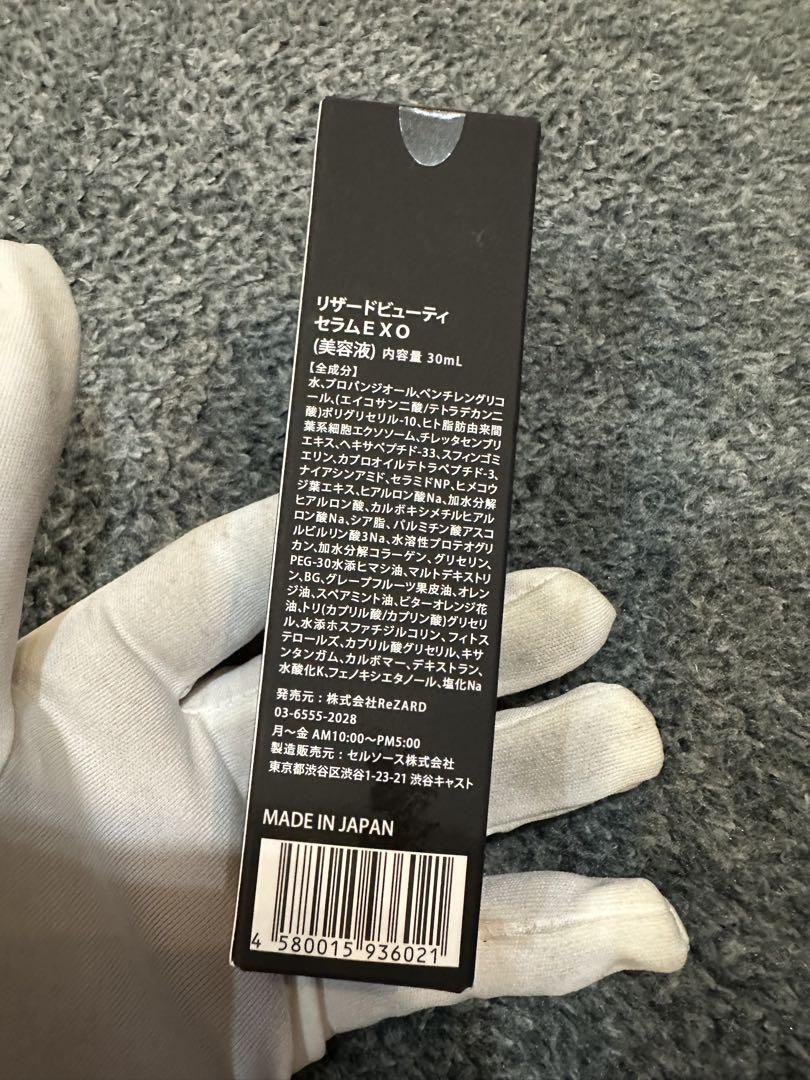 リザードビューティ
セラムEXO
(美容液) 内容量 30mL
【全成分】
水、プロパンジオール、ペンチレングリコ
ール、(エイコサン二酸/テトラデカン二
酸)ポリグリセリル-10、ヒト脂肪由来間
葉系細胞エクソソーム、チレッタセンブリ
エキス、ヘキサペプチド-33、スフィンゴミ
エリン、カプロオイルテトラペプチド-3、
ナイアシンアミド、セラミドNP、ヒメコウ
ジ葉エキス、ヒアルロン酸Na、加水分解
ヒアルロン酸、カルボキシメチルヒアル
ロン酸Na、シア脂、パルミチン酸アスコ
ルビルリン酸3Na、水溶性プロテオグリ
カン、加水分解コラーゲン、グリセリン、
PEG-30水添ヒマシ油、マルトデキストリ
ン、BG、グレープフルーツ果皮油、オレン
ジ油、スペアミント油、ビターオレンジ花
油、トリ(カプリル酸/カプリン酸)グリセリ
ル、水添ホスファチジルコリン、フィトス
テロールズ、カプリル酸グリセリル、キサ
ンタンガム、カルボマー、デキストラン、
水酸化K、フェノキシエタノール、塩化Na
発売元：株式会社ReZARD
03-6555-2028
月～金 AM10:00～PM5:00
製造販売元：セルソース株式会社
東京都渋谷区渋谷1-23-21 渋谷キャスト
MADE IN JAPAN
4 580015 936021